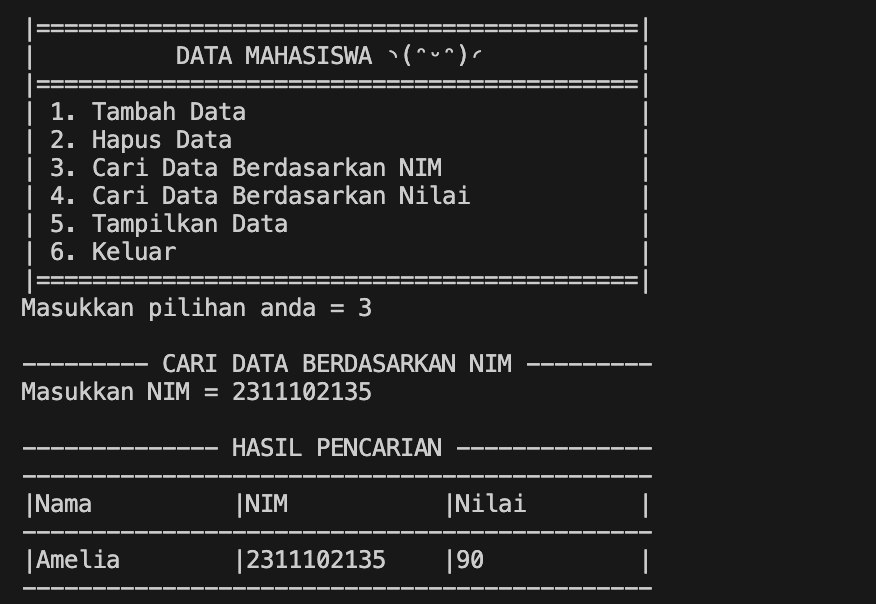 |===========================================|
| DATA MAHASISWA ◝(ᵔᵕᵔ)◜ |
|===========================================|
| 1. Tambah Data |
| 2. Hapus Data |
| 3. Cari Data Berdasarkan NIM |
| 4. Cari Data Berdasarkan Nilai |
| 5. Tampilkan Data |
| 6. Keluar |
|===========================================|
Masukkan pilihan anda = 3
--------- CARI DATA BERDASARKAN NIM ---------
Masukkan NIM = 2311102135
-------------- HASIL PENCARIAN --------------
---------------------------------------------
|Nama |NIM |Nilai |
---------------------------------------------
|Amelia |2311102135 |90 |
---------------------------------------------